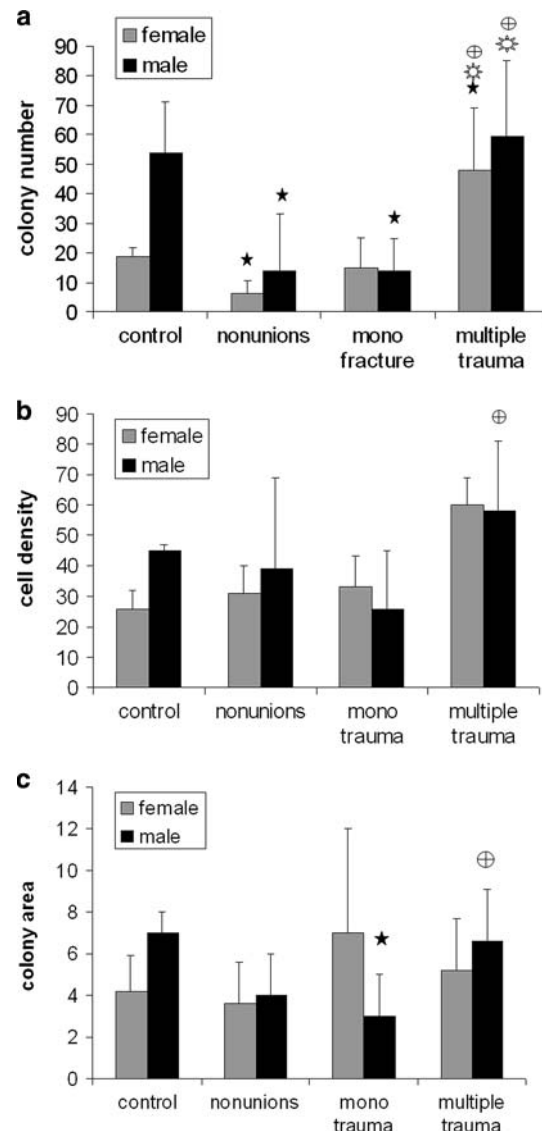 a
female
male
colony number
90
80
70
60
50
40
30
20
10
0
control nonunions mono fracture multiple trauma
b
female
male
cell density
90
80
70
60
50
40
30
20
10
0
control nonunions mono trauma multiple trauma
c
female
male
colony area
14
12
10
8
6
4
2
0
control nonunions mono trauma multiple trauma